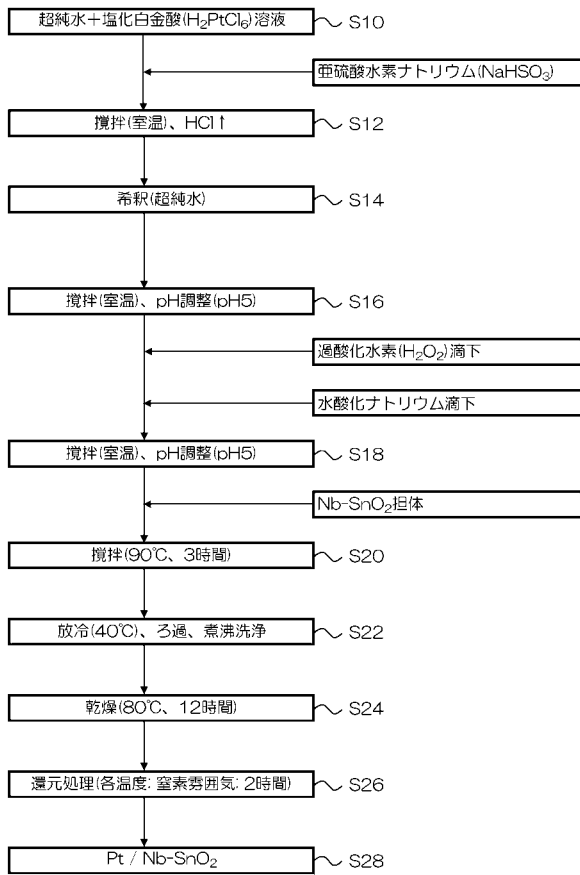 超純水＋塩化白金酸(H₂PtCl₆)溶液 S10
亜硫酸水素ナトリウム(NaHSO₃)
攪拌(室温)、HCl↑ S12
希釈(超純水) S14
攪拌(室温)、pH調整(pH5) S16
過酸化水素(H₂O₂)滴下
水酸化ナトリウム滴下
攪拌(室温)、pH調整(pH5) S18
Nb-SnO₂担体
攪拌(90℃、3時間) S20
放冷(40℃)、ろ過、煮沸洗浄 S22
乾燥(80℃、12時間) S24
還元処理(各温度; 窒素雰囲気; 2時間) S26
Pt / Nb-SnO₂ S28